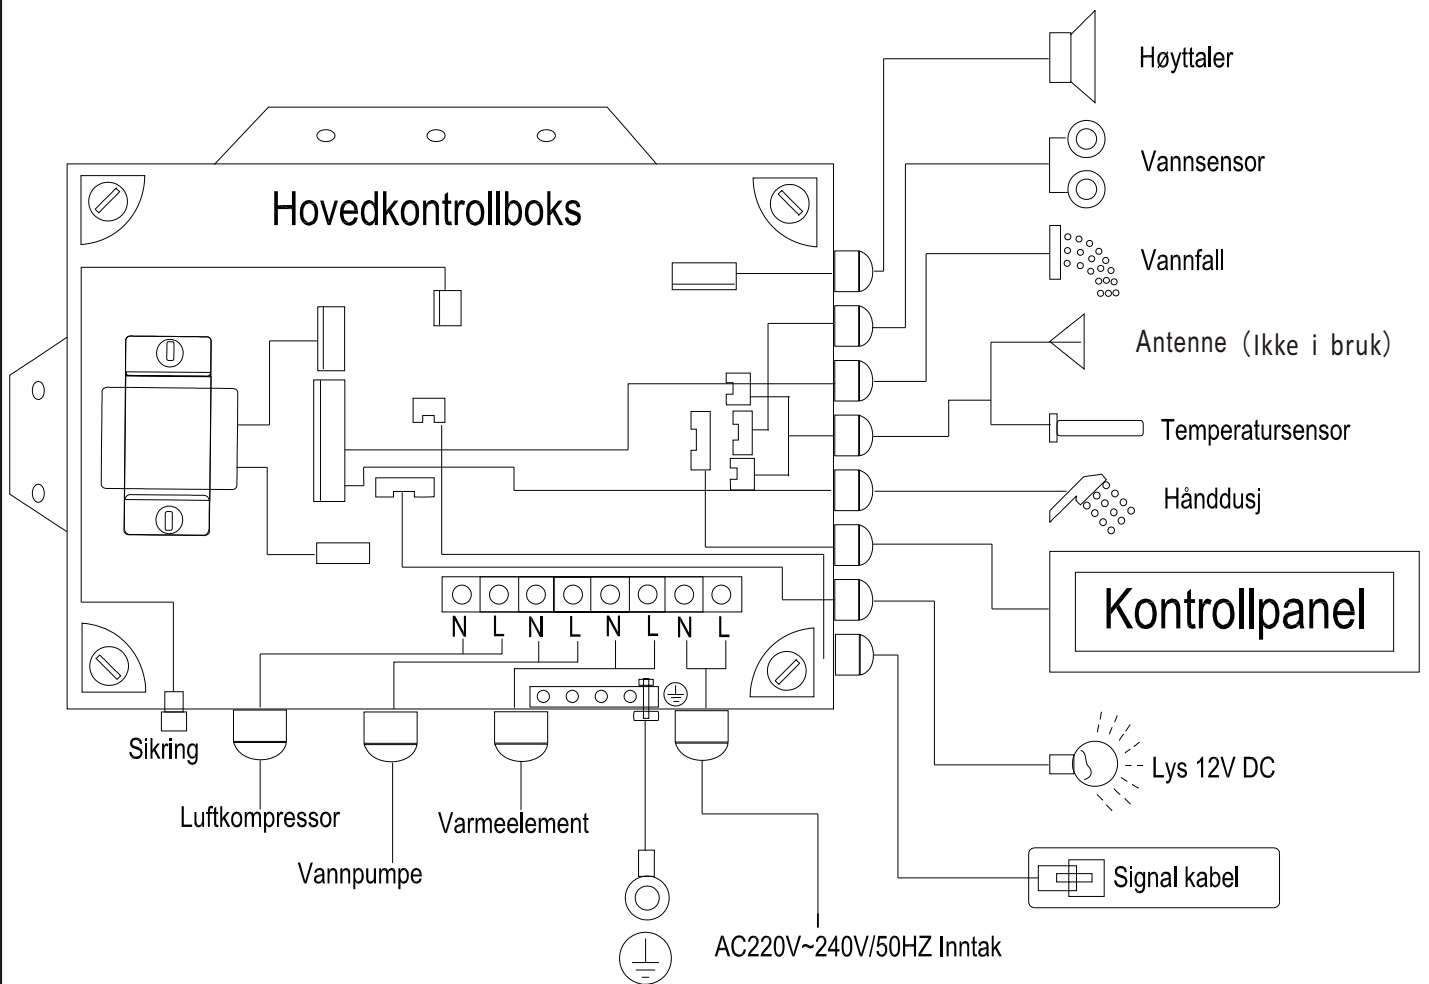 Høyttaler
Vannsensor
Hovedkontrollboks
Vannfall
Antenne (Ikke i bruk)
Temperatursensor
Hånddusj
Kontrollpanel
N L N L N L N L
Sikring
Lys 12V DC
Luftkompressor
Varmeelement
Vannpumpe
Signal kabel
AC220V~240V/50HZ Inntak